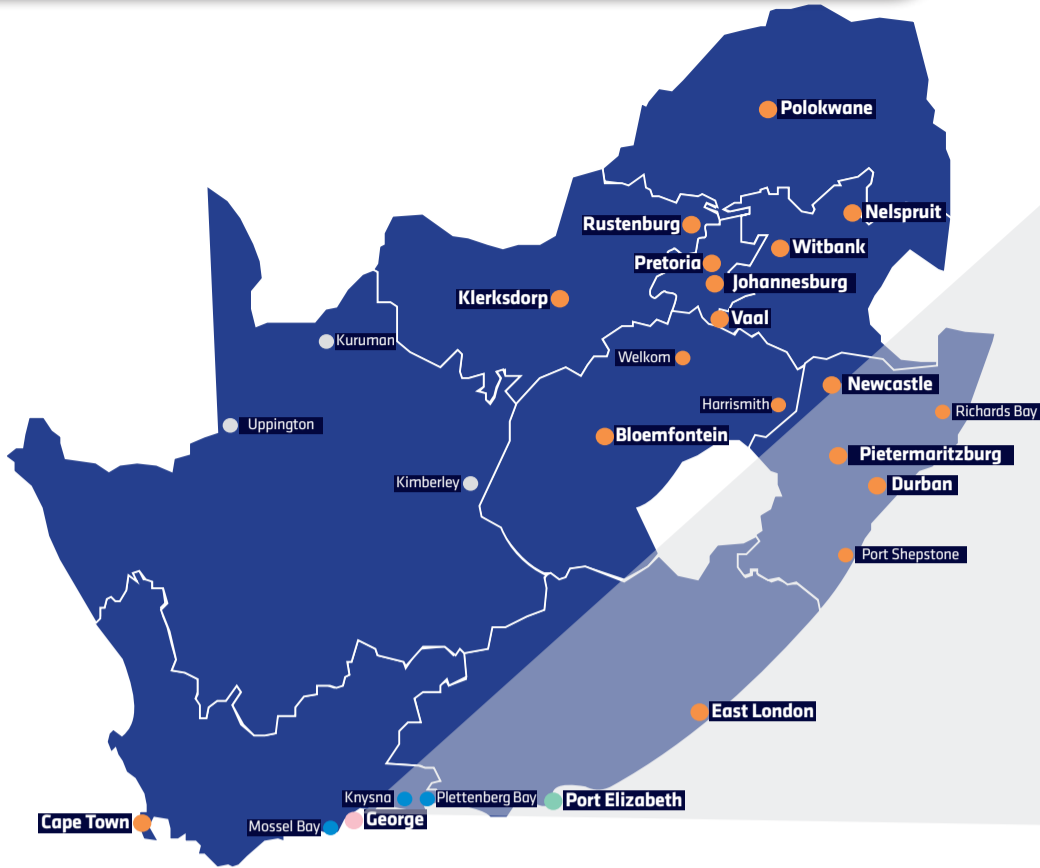 Polokwane
Nelspruit
Rustenburg
Witbank
Pretoria
Johannesburg
Klerksdorp
Vaal
Kuruman
Welkom
Newcastle
Harrismith
Richards Bay
Uppington
Bloemfontein
Pietermaritzburg
Kimberley
Durban
Port Shepstone
East London
Knysna
Plettenberg Bay
Port Elizabeth
Cape Town
Mossel Bay
George